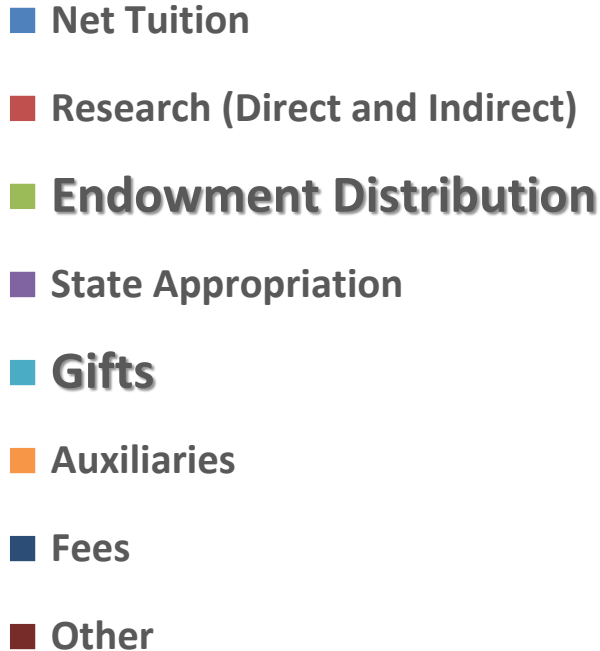 Net Tuition
Research (Direct and Indirect)
Endowment Distribution
State Appropriation
Gifts
Auxiliaries
Fees
Other